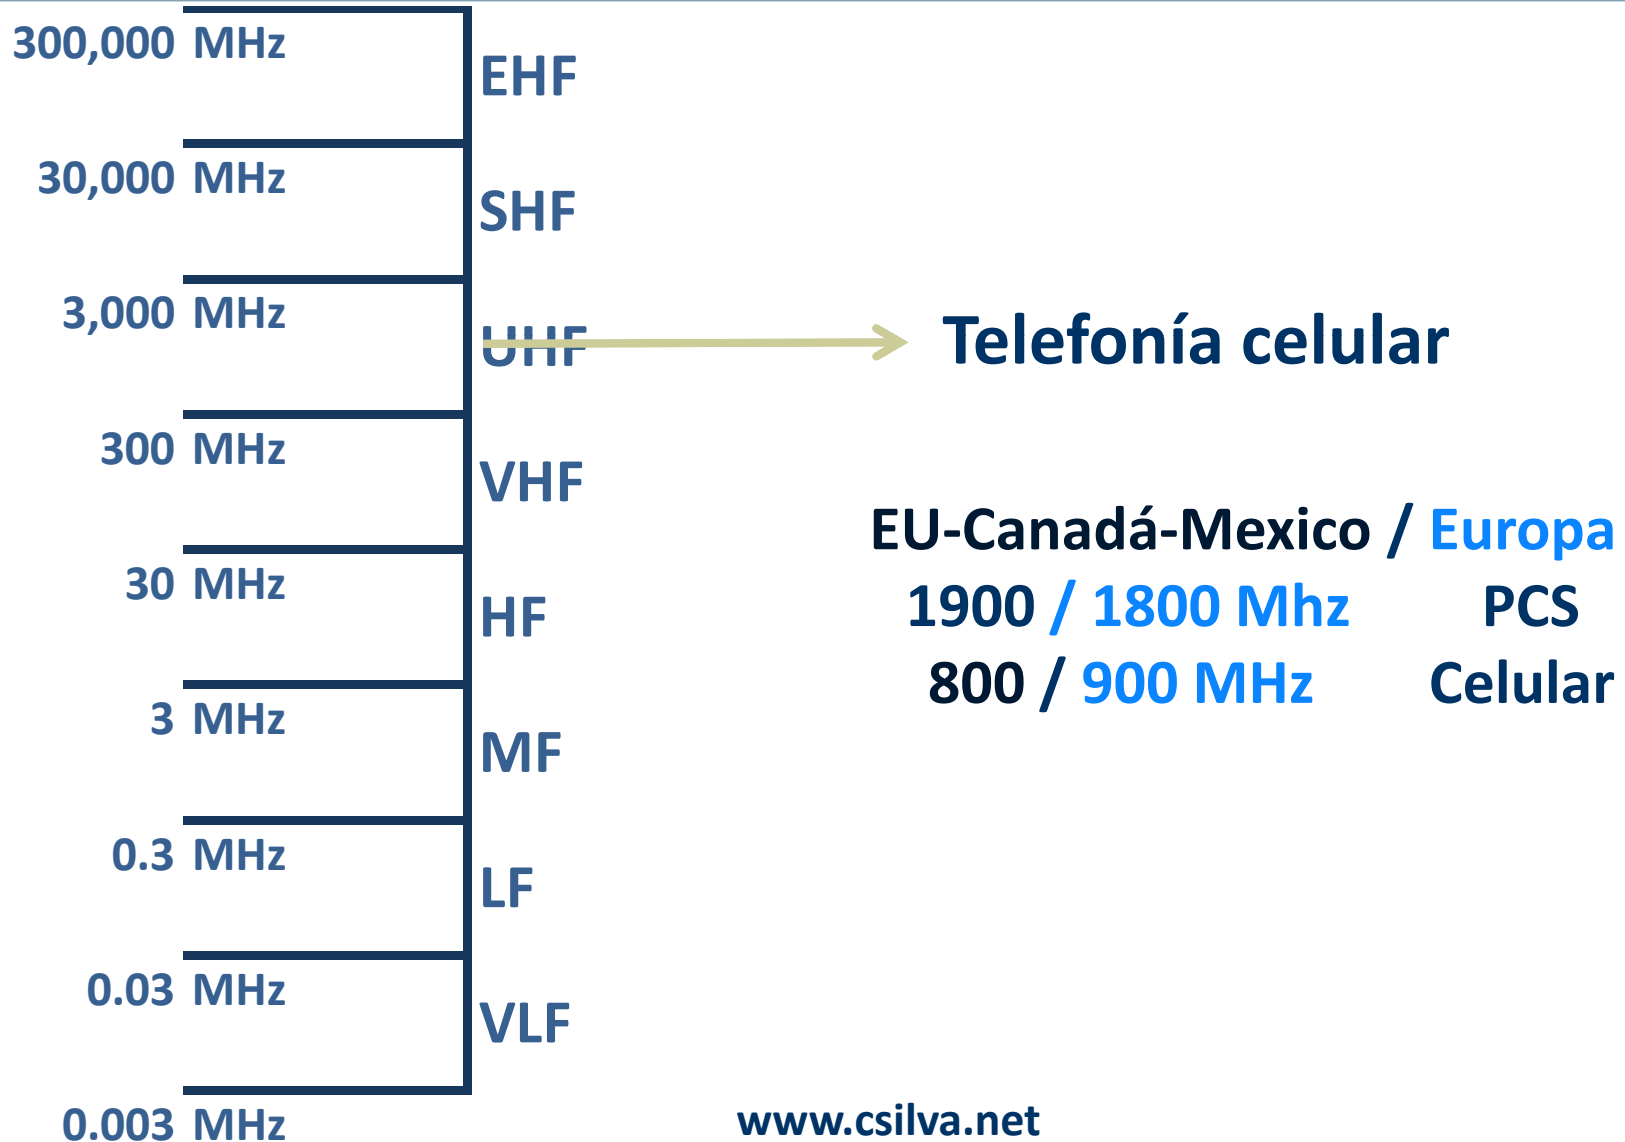 300,000 MHz
EHF
30,000 MHz
SHF
3,000 MHz
UHF
Telefonía celular
300 MHz
VHF
EU-Canadá-Mexico / Europa
30 MHz
HF
1900 / 1800 Mhz PCS
800 / 900 MHz Celular
3 MHz
MF
0.3 MHz
LF
0.03 MHz
VLF
0.003 MHz
www.csilva.net